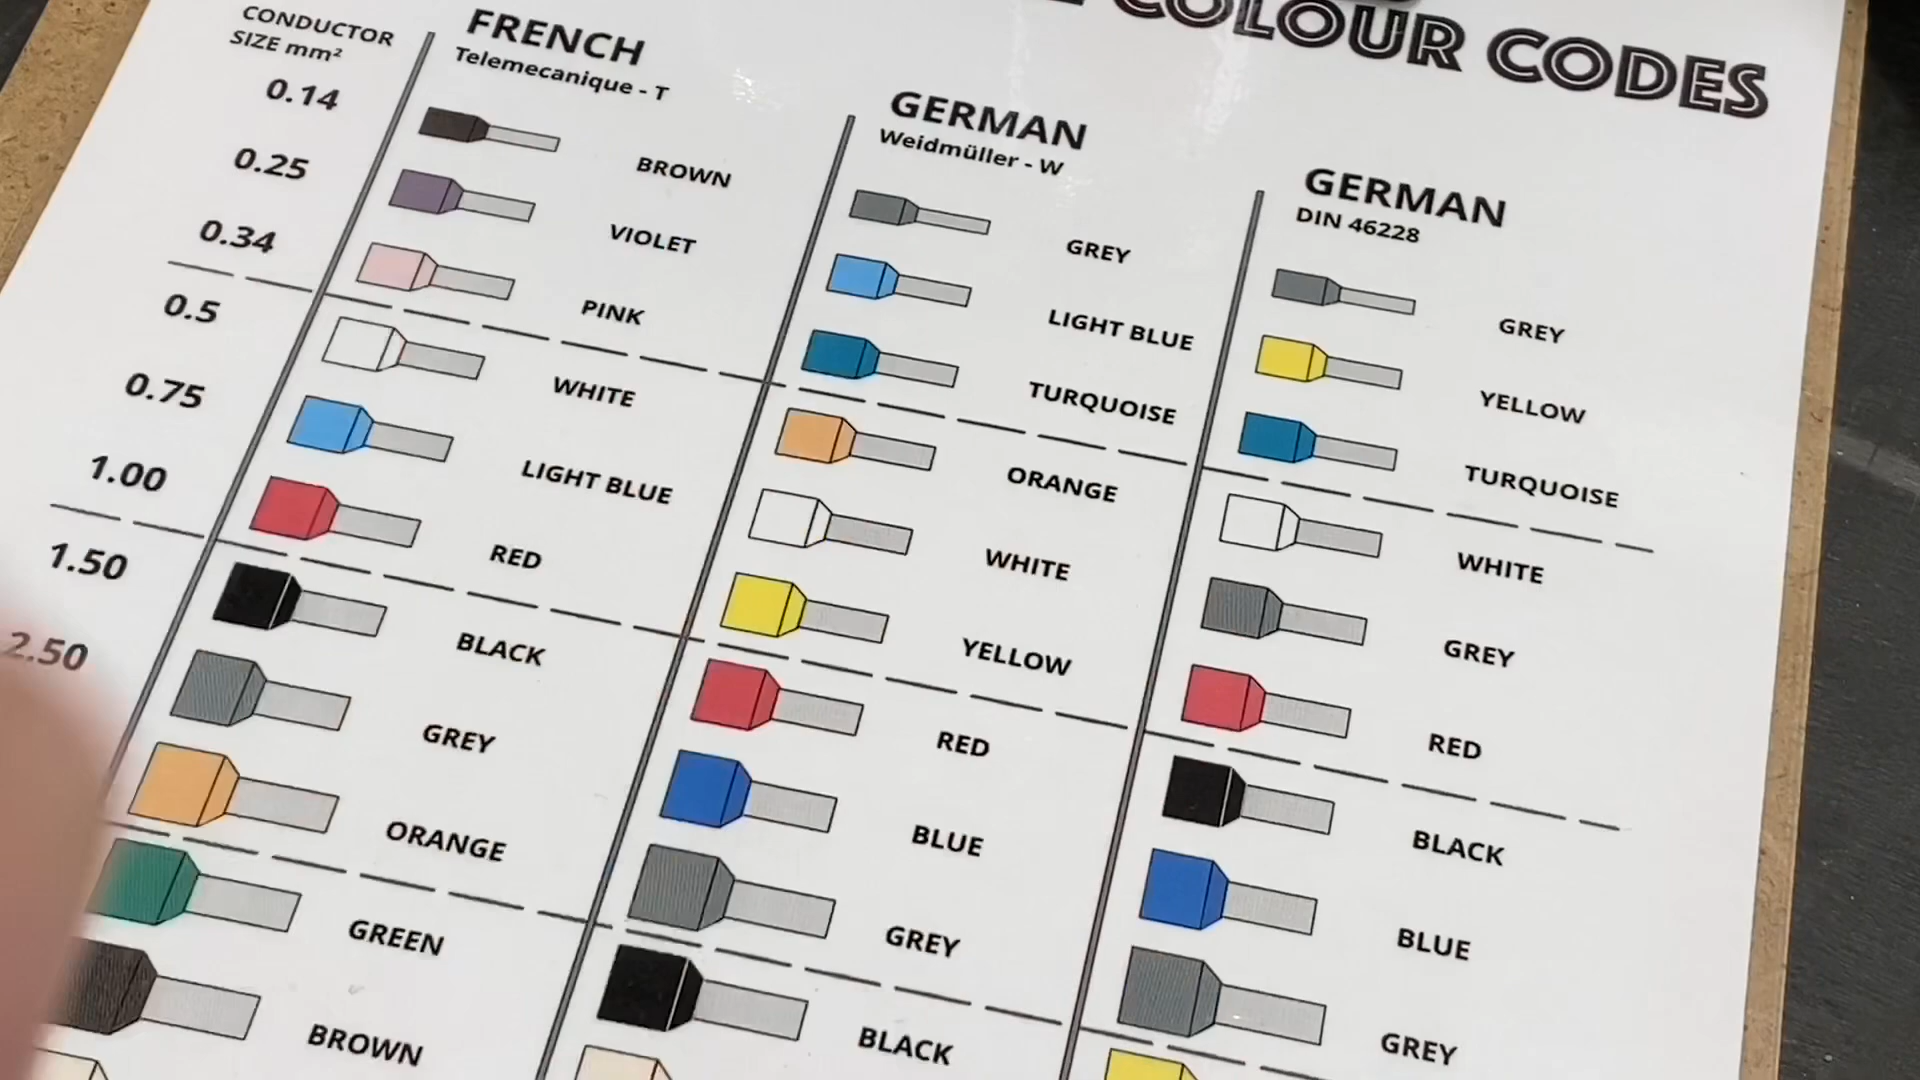 COLOUR CODES
CONDUCTOR
SIZE mm²
0.14
0.25
0.34
0.5
0.75
1.00
1.50
2.50
FRENCH
Telemecanique - T
BROWN
VIOLET
PINK
WHITE
LIGHT BLUE
RED
BLACK
GREY
ORANGE
GREEN
BROWN
GERMAN
Weidmüller - W
GREY
LIGHT BLUE
TURQUOISE
ORANGE
WHITE
YELLOW
RED
BLUE
GREY
BLACK
GERMAN
DIN 46228
GREY
YELLOW
TURQUOISE
WHITE
GREY
RED
BLACK
BLUE
GREY